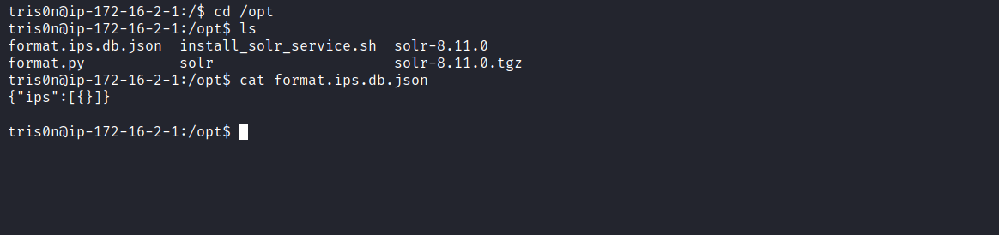 tris0n@ip-172-16-2-1:/$ cd /opt
tris0n@ip-172-16-2-1:/opt$ ls
format.ips.db.json  install_solr_service.sh  solr-8.11.0
format.py           solr                     solr-8.11.0.tgz
tris0n@ip-172-16-2-1:/opt$ cat format.ips.db.json
{"ips":[{}]}
tris0n@ip-172-16-2-1:/opt$